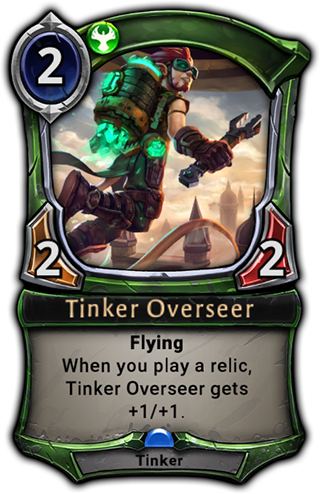 2
2
2
Tinker Overseer
Flying
When you play a relic,
Tinker Overseer gets
+1/+1.
Tinker